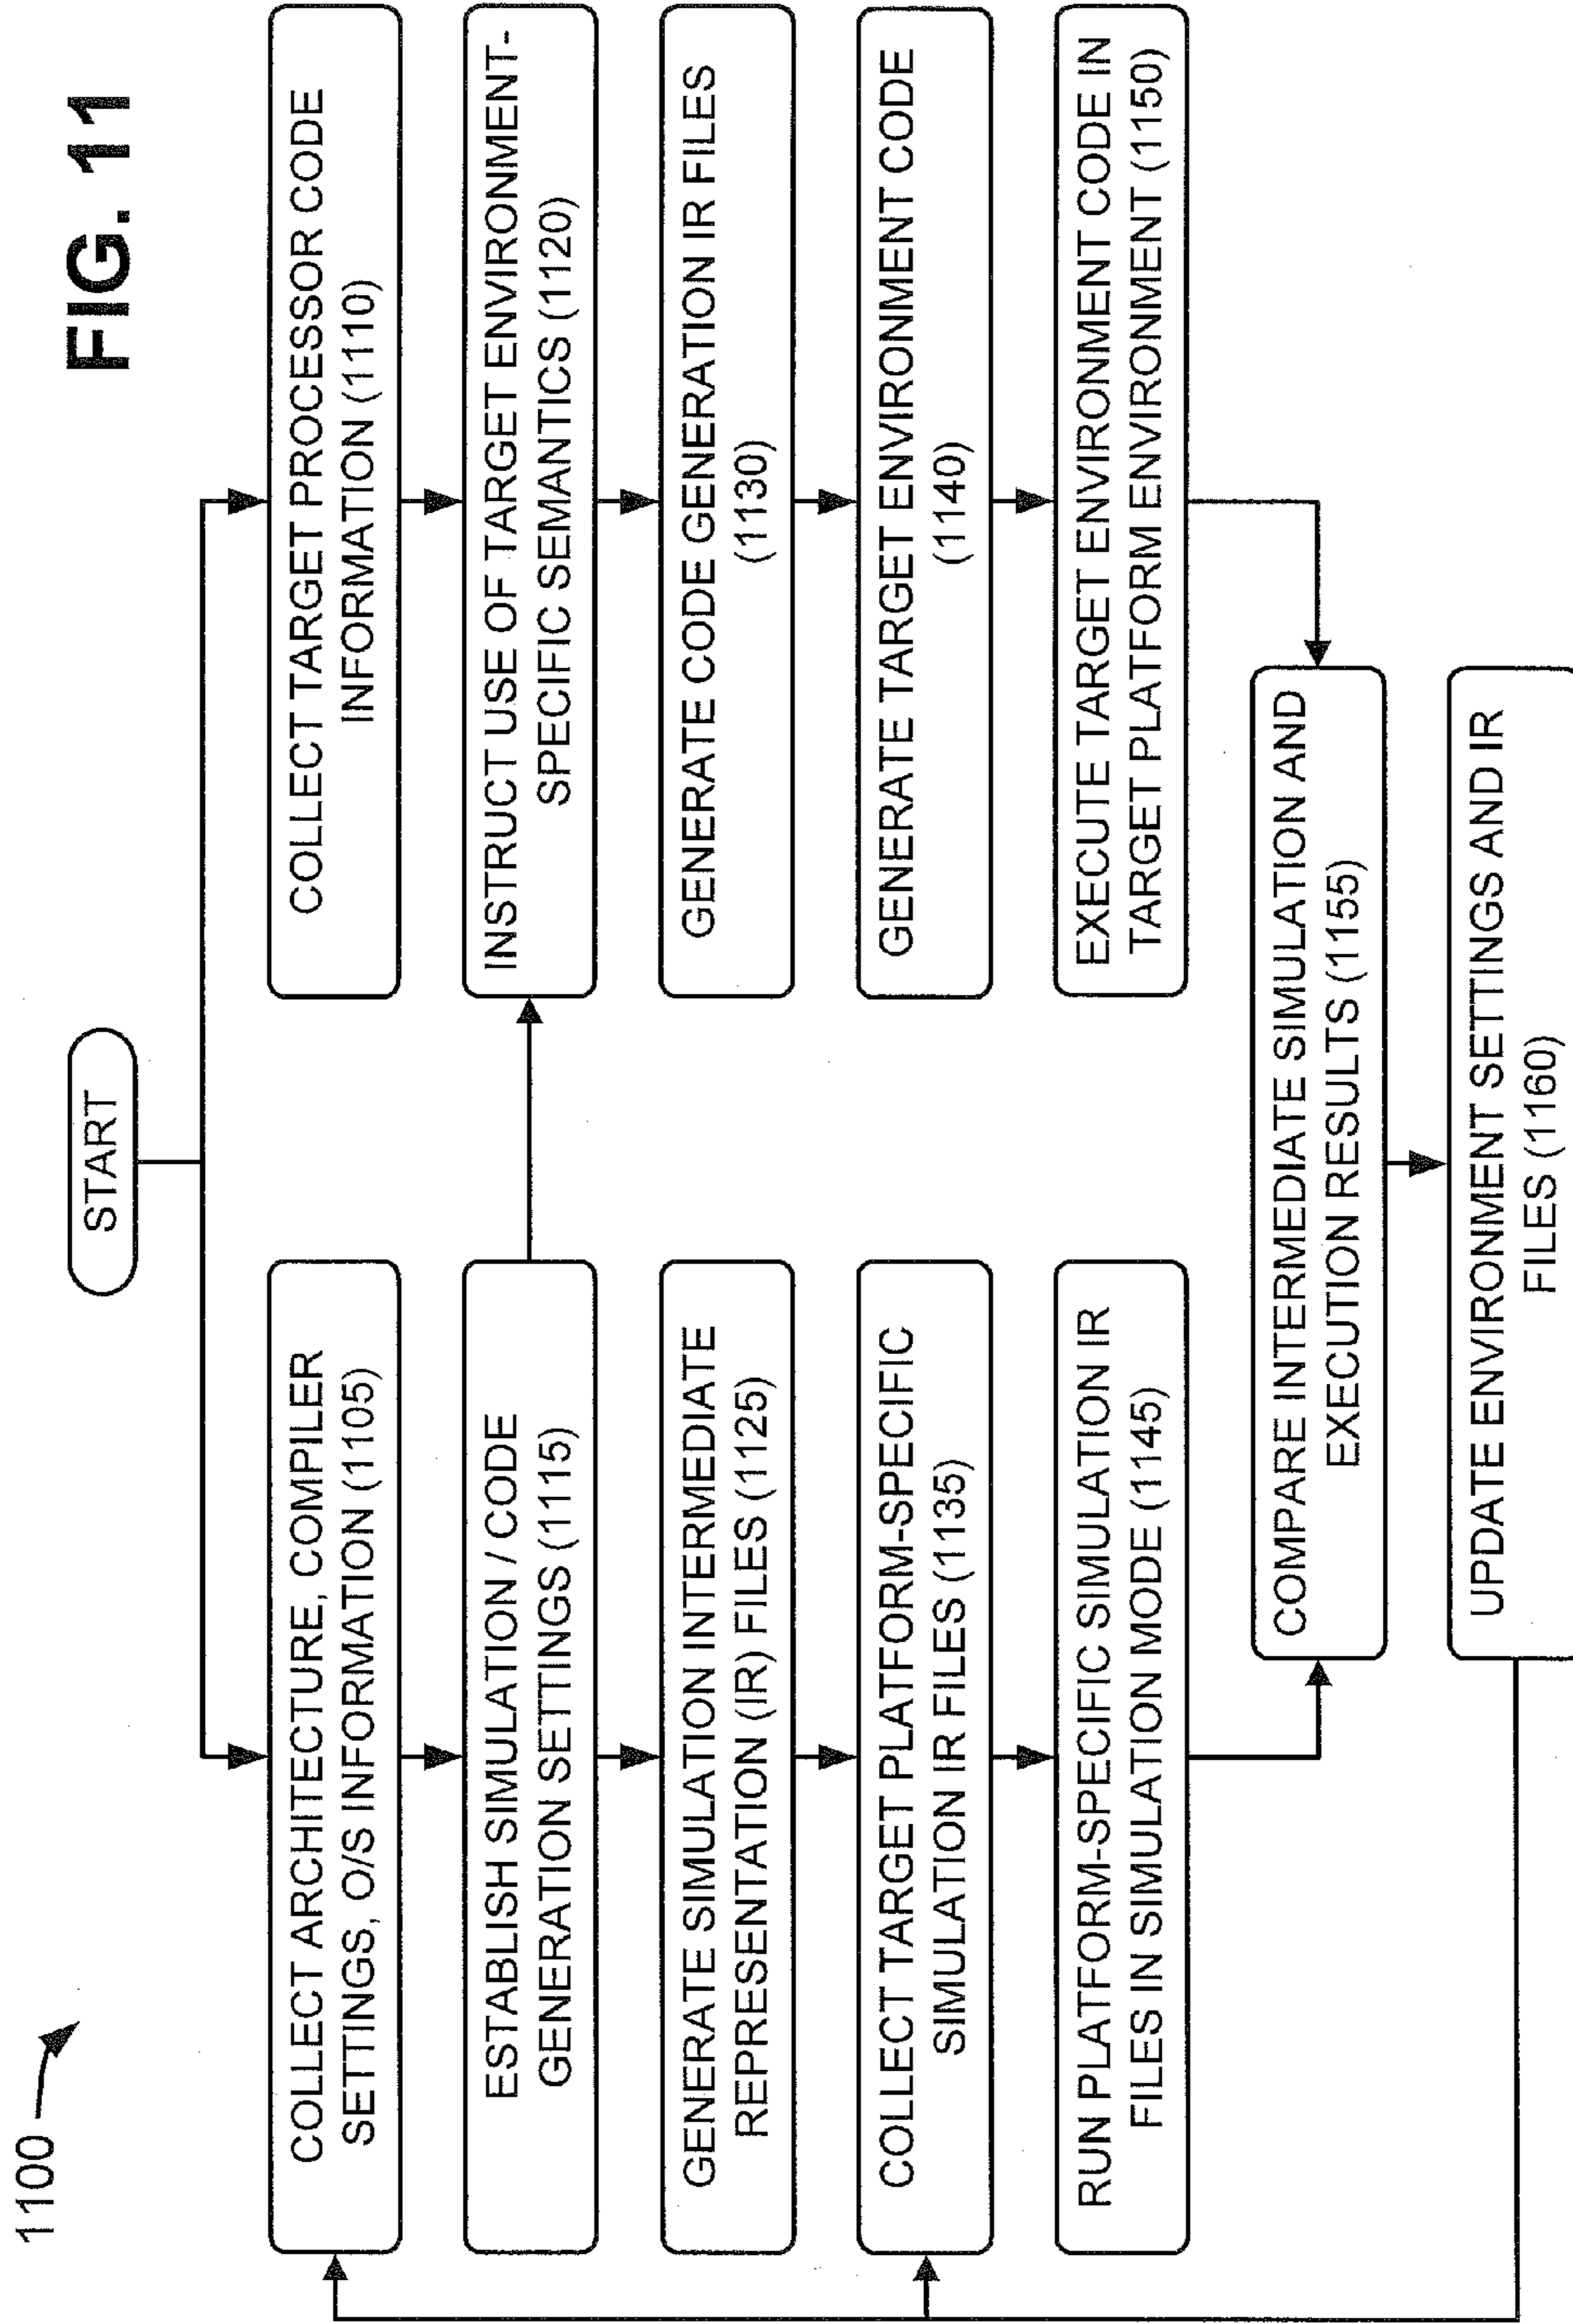 FIG. 11
1100
START
COLLECT ARCHITECTURE, COMPILER
SETTINGS, O/S INFORMATION (1105)
COLLECT TARGET PROCESSOR CODE
INFORMATION (1110)
ESTABLISH SIMULATION / CODE
GENERATION SETTINGS (1115)
INSTRUCT USE OF TARGET ENVIRONMENT-
SPECIFIC SEMANTICS (1120)
GENERATE SIMULATION INTERMEDIATE
REPRESENTATION (IR) FILES (1125)
GENERATE CODE GENERATION IR FILES
(1130)
COLLECT TARGET PLATFORM-SPECIFIC
SIMULATION IR FILES (1135)
GENERATE TARGET ENVIRONMENT CODE
(1140)
RUN PLATFORM-SPECIFIC SIMULATION IR
FILES IN SIMULATION MODE (1145)
EXECUTE TARGET ENVIRONMENT CODE IN
TARGET PLATFORM ENVIRONMENT (1150)
COMPARE INTERMEDIATE SIMULATION AND
EXECUTION RESULTS (1155)
UPDATE ENVIRONMENT SETTINGS AND IR
FILES (1160)